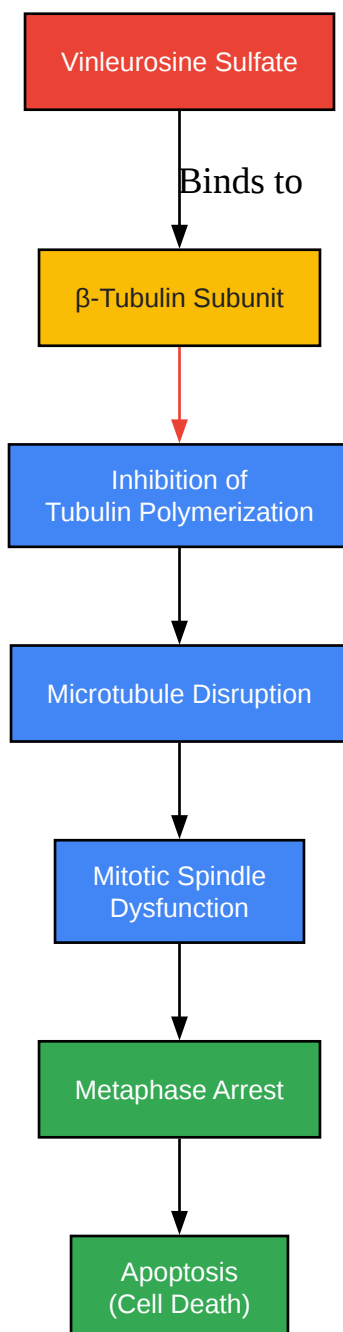 Vinleurosine Sulfate
Binds to
β-Tubulin Subunit
Inhibition of
Tubulin Polymerization
Microtubule Disruption
Mitotic Spindle
Dysfunction
Metaphase Arrest
Apoptosis
(Cell Death)